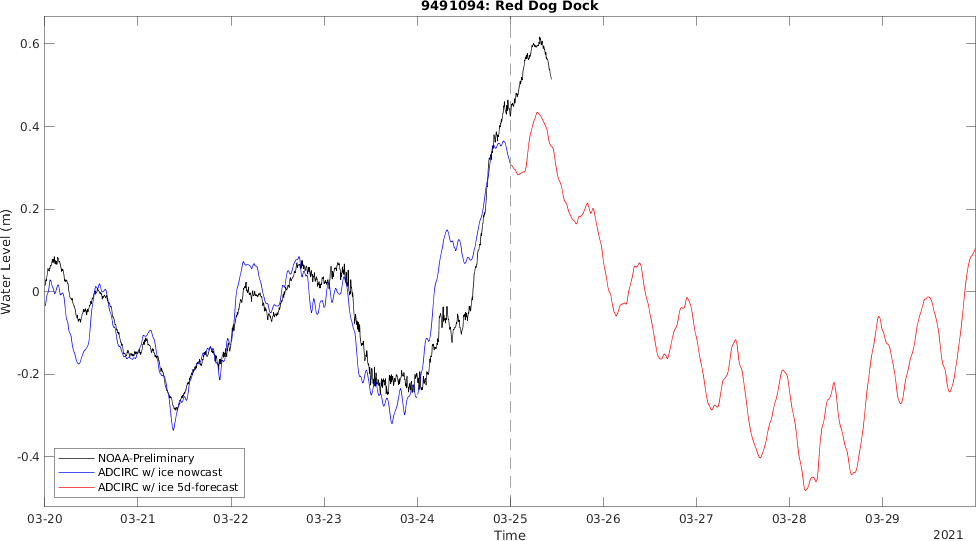 9491094: Red Dog Dock
Water Level (m)
0.6
0.4
0.2
0
-0.2
-0.4
NOAA-Preliminary
ADCIRC w/ ice nowcast
ADCIRC w/ ice 5d-forecast
03-20 03-21 03-22 03-23 03-24 03-25 03-26 03-27 03-28 03-29
Time
2021